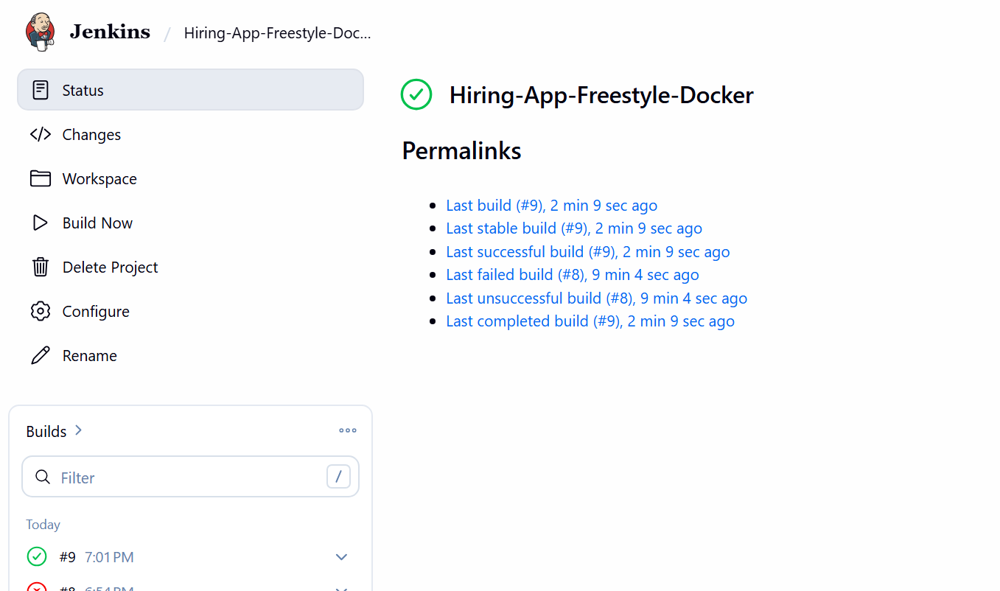 Jenkins / Hiring-App-Freestyle-Doc...
Status
Changes
Workspace
Build Now
Delete Project
Configure
Rename
Builds
Filter /
Today
#9 7:01 PM
#8 6:54 PM
Hiring-App-Freestyle-Docker
Permalinks
Last build (#9), 2 min 9 sec ago
Last stable build (#9), 2 min 9 sec ago
Last successful build (#9), 2 min 9 sec ago
Last failed build (#8), 9 min 4 sec ago
Last unsuccessful build (#8), 9 min 4 sec ago
Last completed build (#9), 2 min 9 sec ago